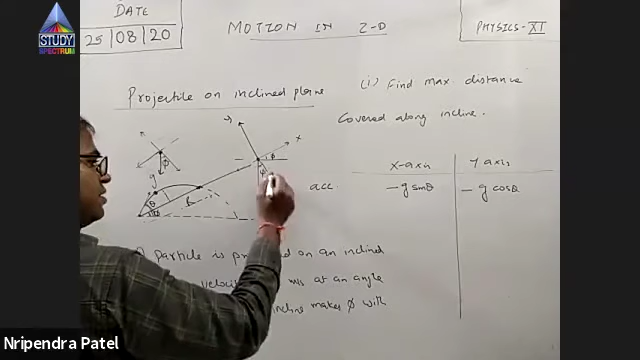 DATE
25/08/20
MOTION IN 2-D
PHYSICS-XI
STUDY
SPECTRUM
Projectile on inclined plane
(i) Find max. distance
covered along incline.
y
x
ϕ
ϕ
ϕ
g
θ
R
x-axis
y axis
acc.
-g sinθ
-g cosθ
particle is on an inclined
velocity m/s at an angle
incline makes ϕ with
Nripendra Patel